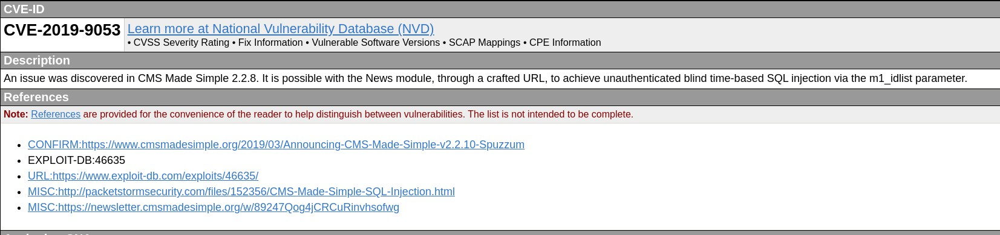 CVE-ID
CVE-2019-9053
Learn more at National Vulnerability Database (NVD)
• CVSS Severity Rating • Fix Information • Vulnerable Software Versions • SCAP Mappings • CPE Information
Description
An issue was discovered in CMS Made Simple 2.2.8. It is possible with the News module, through a crafted URL, to achieve unauthenticated blind time-based SQL injection via the m1_idlist parameter.
References
Note: References are provided for the convenience of the reader to help distinguish between vulnerabilities. The list is not intended to be complete.
• CONFIRM:https://www.cmsmadesimple.org/2019/03/Announcing-CMS-Made-Simple-v2.2.10-Spuzzum
• EXPLOIT-DB:46635
• URL:https://www.exploit-db.com/exploits/46635/
• MISC:http://packetstormsecurity.com/files/152356/CMS-Made-Simple-SQL-Injection.html
• MISC:https://newsletter.cmsmadesimple.org/w/89247Qog4jCRCuRinvhsofwg